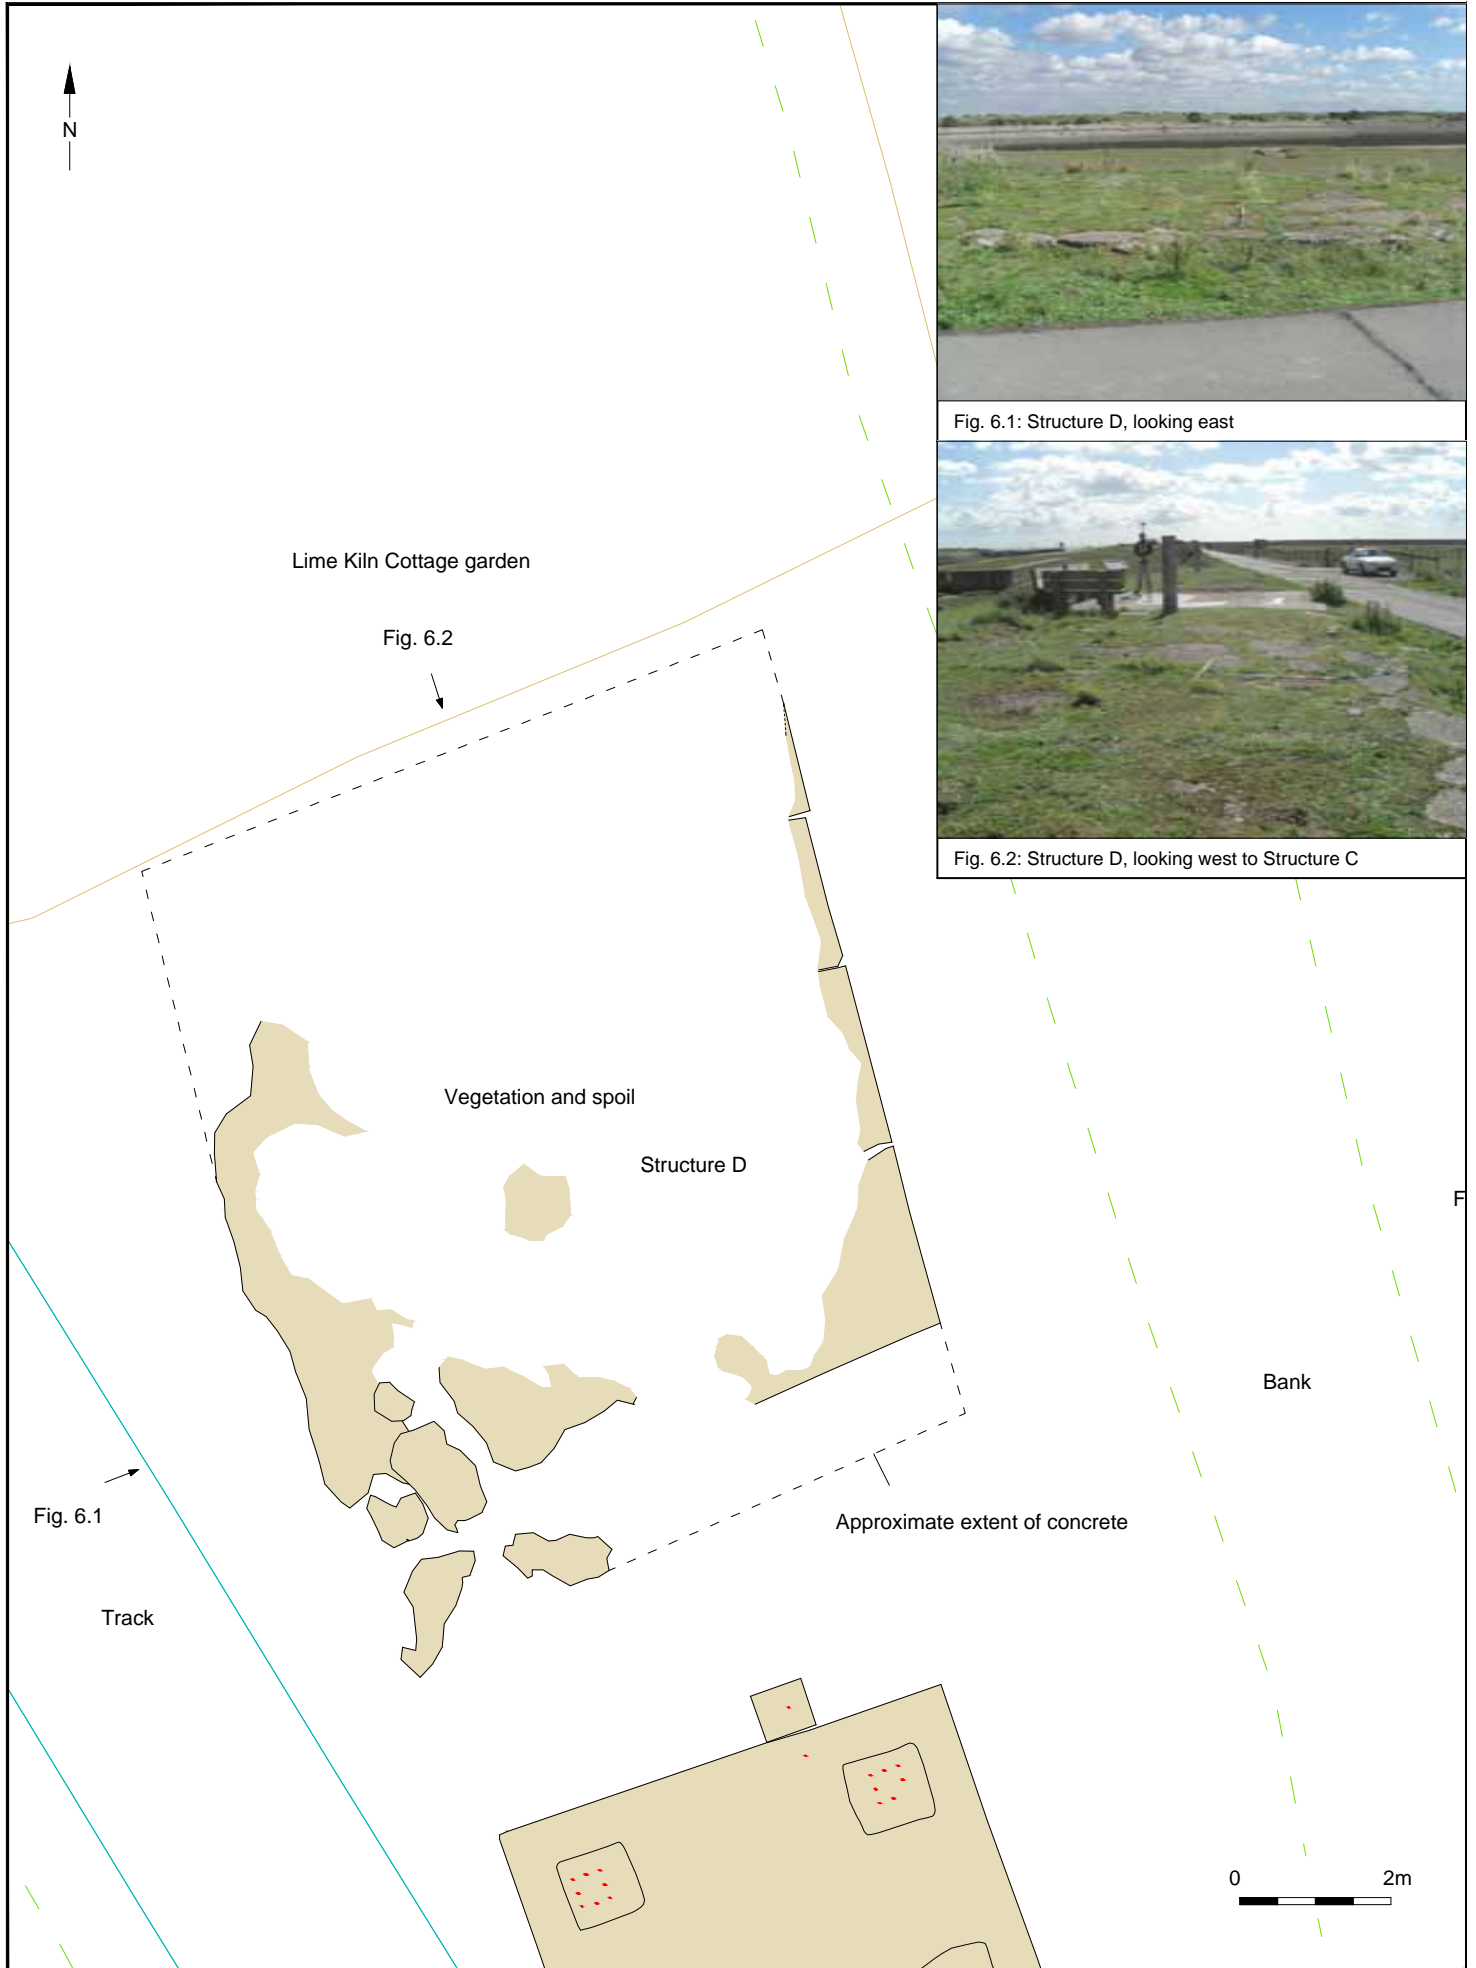 N
Fig. 6.1: Structure D, looking east
Lime Kiln Cottage garden
Fig. 6.2
Fig. 6.2: Structure D, looking west to Structure C
Vegetation and spoil
Structure D
F
Bank
Fig. 6.1
Approximate extent of concrete
Track
0 2m